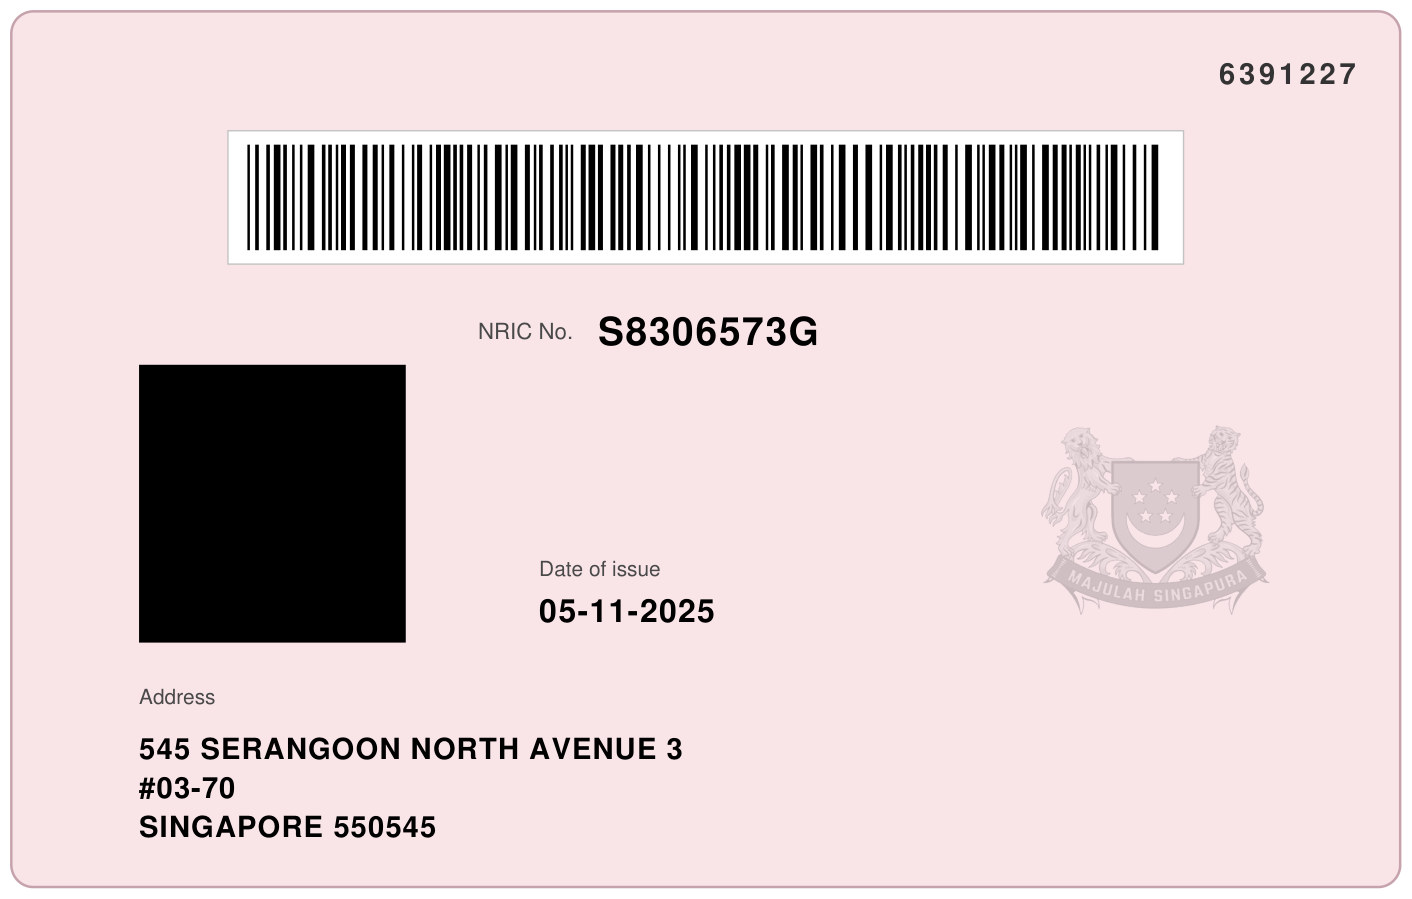 6391227
NRIC No. S8306573G
Date of issue
05-11-2025
MAJULAH SINGAPURA
Address
545 SERANGOON NORTH AVENUE 3
#03-70
SINGAPORE 550545